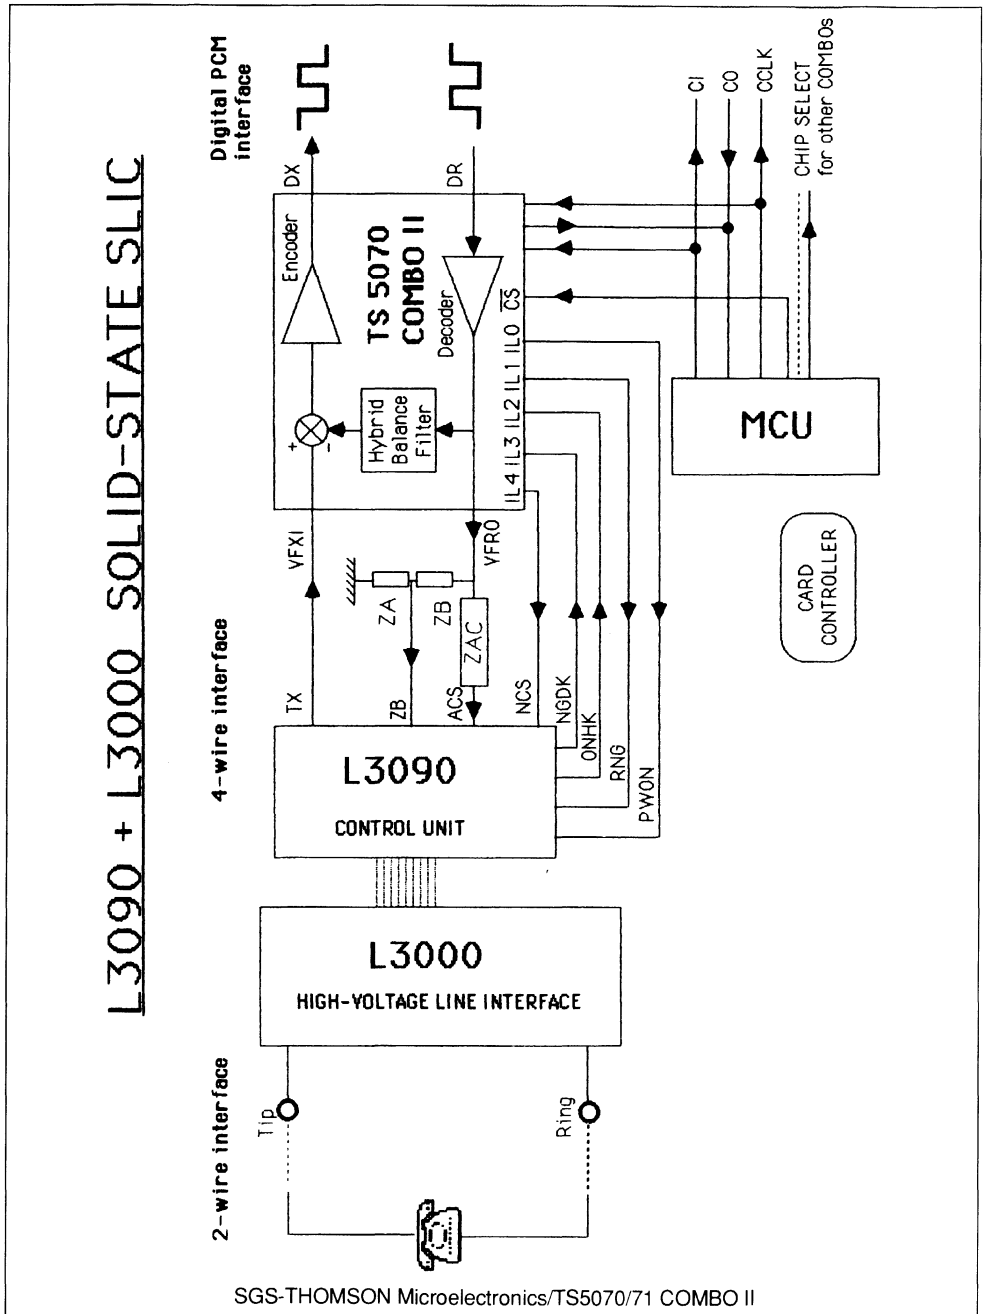 L3090 + L3000 SOLID-STATE SLIC
2-wire interface
4-wire interface
Digital PCM
interface
Tip
Ring
L3000
HIGH-VOLTAGE LINE INTERFACE
L3090
CONTROL UNIT
TX
ZB
ACS
NCS
NGDK
ONHK
RNG
PWON
ZA
ZB
ZAC
VFXI
VFRO
+
-
Hybrid
Balance
Filter
Encoder
TS 5070
COMBO II
Decoder
IL4
IL3
IL2
IL1
IL0
CS
DX
DR
MCU
CARD
CONTROLLER
CI
CO
CCLK
CHIP SELECT
for other COMBOs
SGS-THOMSON Microelectronics/TS5070/71 COMBO II